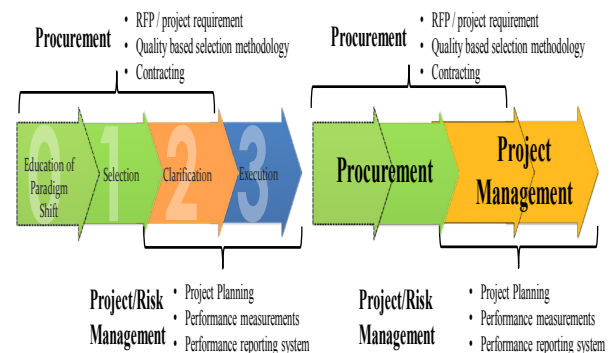 Procurement
• RFP / project requirement
• Quality based selection methodology
• Contracting
0
Education of
Paradigm
Shift
1
Selection
2
Clarification
3
Execution
Project/Risk
Management
• Project Planning
• Performance measurements
• Performance reporting system
Procurement
• RFP / project requirement
• Quality based selection methodology
• Contracting
Procurement
Project
Management
Project/Risk
Management
• Project Planning
• Performance measurements
• Performance reporting system